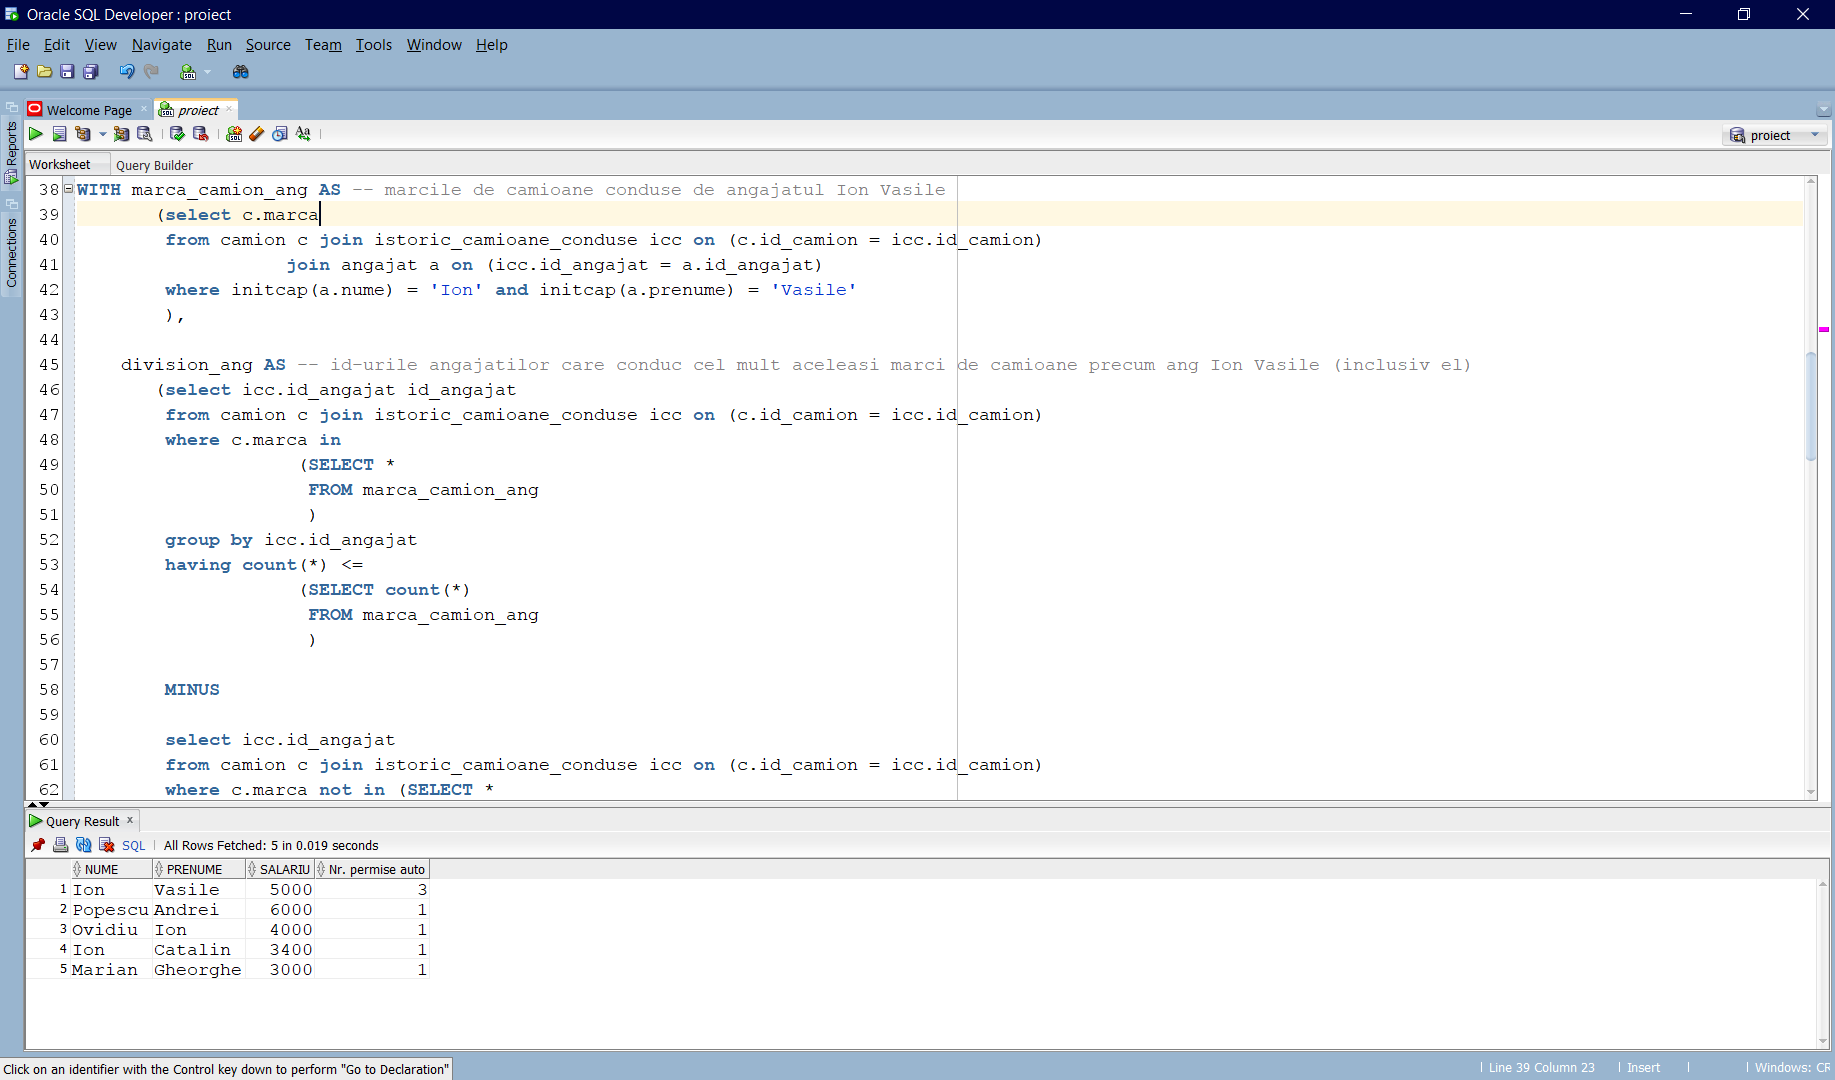 Oracle SQL Developer : proiect
File Edit View Navigate Run Source Team Tools Window Help
Welcome Page
proiect
Reports
Connections
proiect
Worksheet
Query Builder
38 WITH marca_camion_ang AS -- marcile de camioane conduse de angajatul Ion Vasile
39 (select c.marca
40 from camion c join istoric_camioane_conduse icc on (c.id_camion = icc.id_camion)
41 join angajat a on (icc.id_angajat = a.id_angajat)
42 where initcap(a.nume) = 'Ion' and initcap(a.prenume) = 'Vasile'
43 ),
44
45 division_ang AS -- id-urile angajatilor care conduc cel mult aceleasi marci de camioane precum ang Ion Vasile (inclusiv el)
46 (select icc.id_angajat id_angajat
47 from camion c join istoric_camioane_conduse icc on (c.id_camion = icc.id_camion)
48 where c.marca in
49 (SELECT *
50 FROM marca_camion_ang
51 )
52 group by icc.id_angajat
53 having count(*) <=
54 (SELECT count(*)
55 FROM marca_camion_ang
56 )
57
58 MINUS
59
60 select icc.id_angajat
61 from camion c join istoric_camioane_conduse icc on (c.id_camion = icc.id_camion)
62 where c.marca not in (SELECT *
Query Result
SQL | All Rows Fetched: 5 in 0.019 seconds
NUME PRENUME SALARIU Nr. permise auto
1 Ion Vasile 5000 3
2 Popescu Andrei 6000 1
3 Ovidiu Ion 4000 1
4 Ion Catalin 3400 1
5 Marian Gheorghe 3000 1
Click on an identifier with the Control key down to perform "Go to Declaration"
Line 39 Column 23 | Insert | | Windows: CR